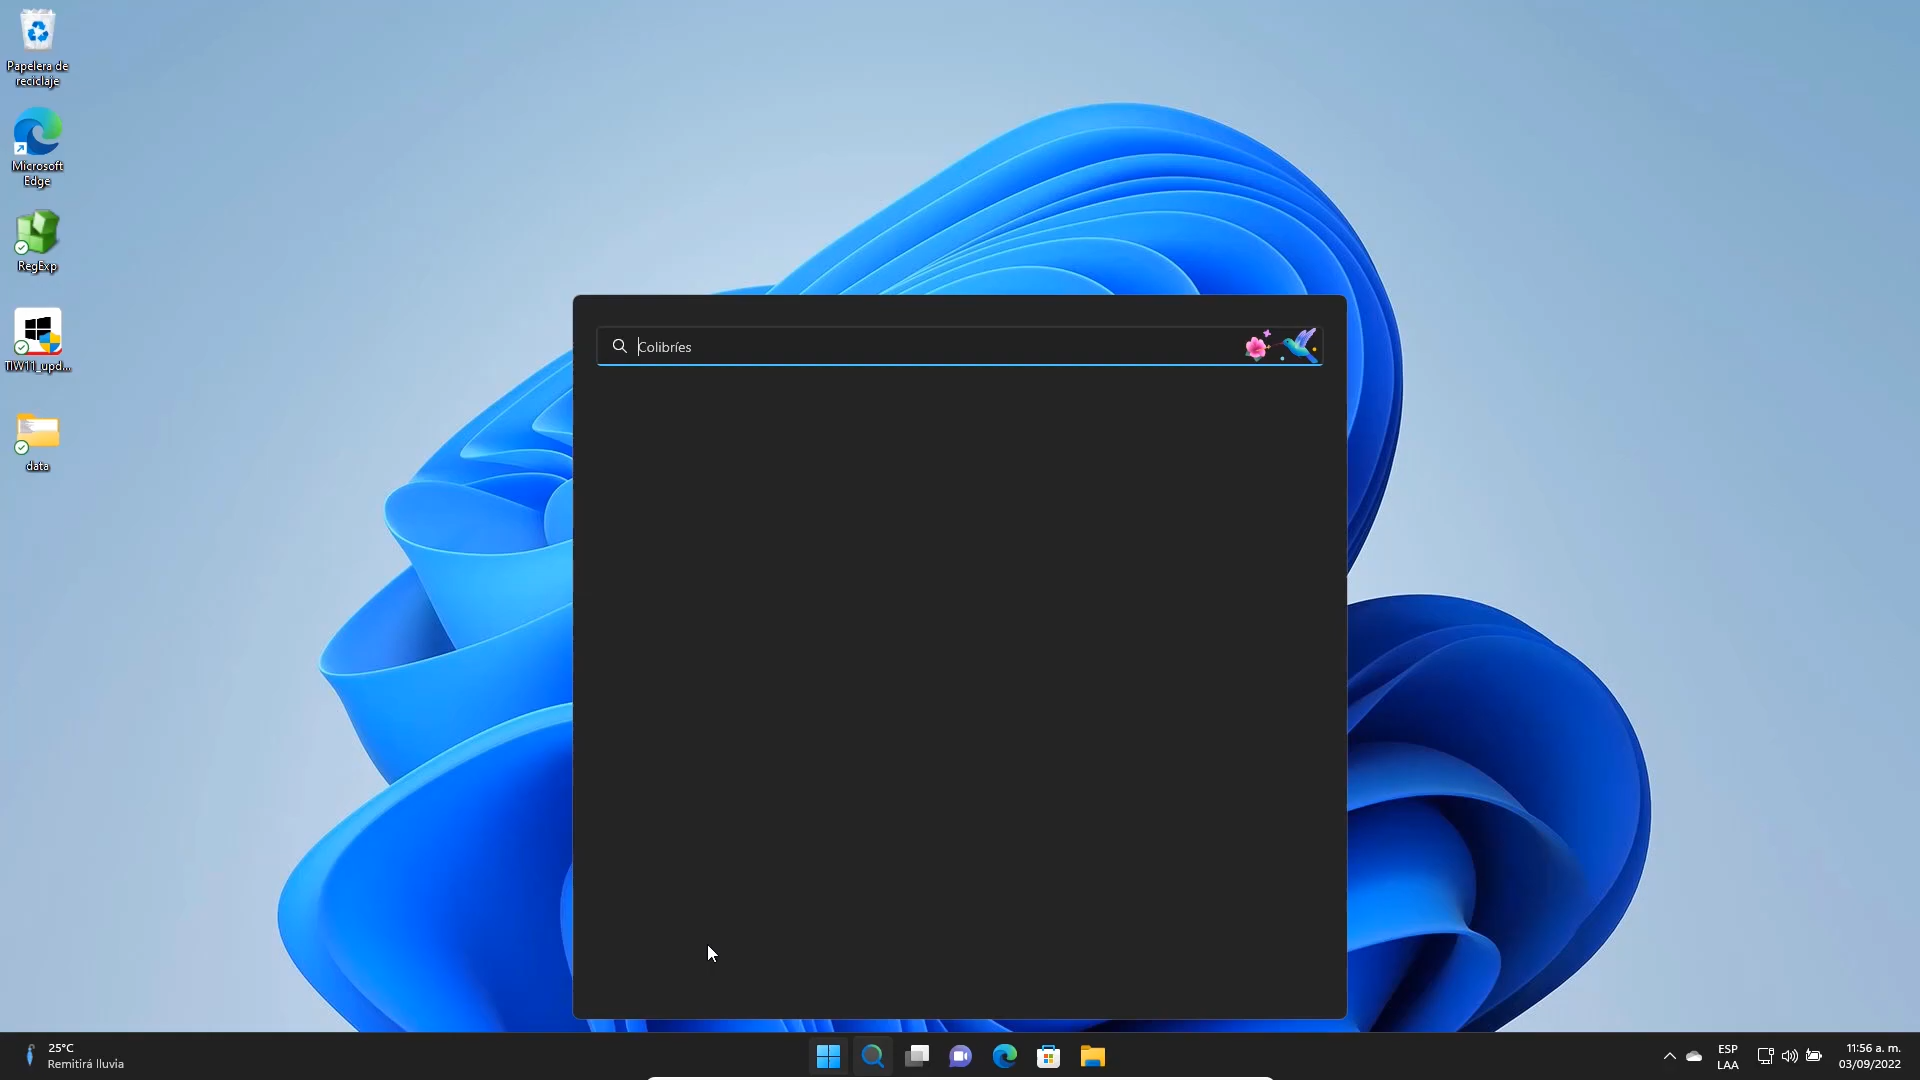 Papelera de
reciclaje
Microsoft
Edge
RegExp
TIW11_upd...
data
Colibríes
25°C
Remitirá lluvia
ESP
LAA
11:56 a. m.
03/09/2022